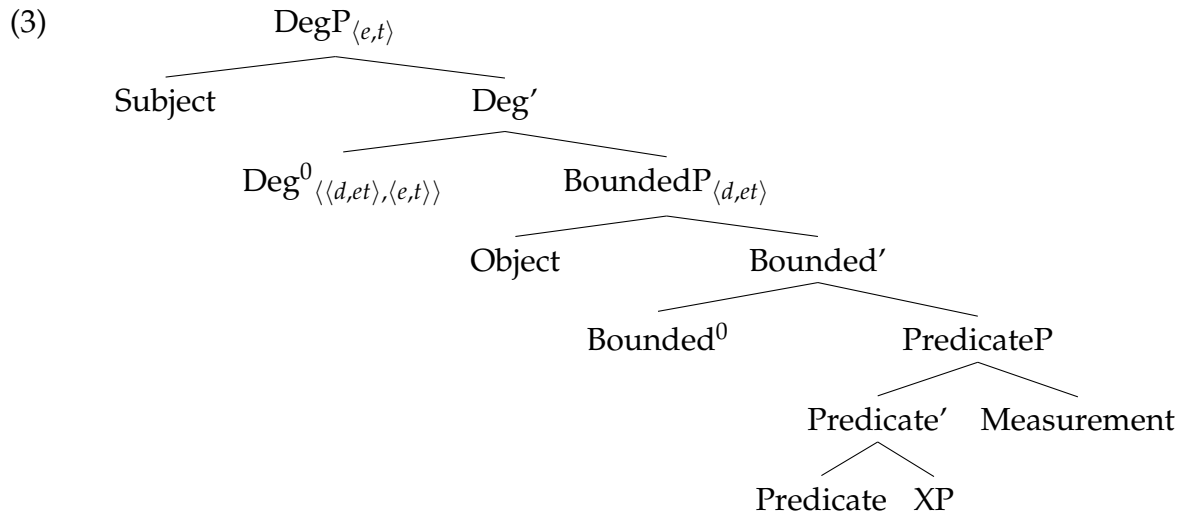 (3) DegP⟨e,t⟩
Subject Deg’
Deg⁰⟨⟨d,et⟩,⟨e,t⟩⟩ BoundedP⟨d,et⟩
Object Bounded’
Bounded⁰ PredicateP
Predicate’ Measurement
Predicate XP